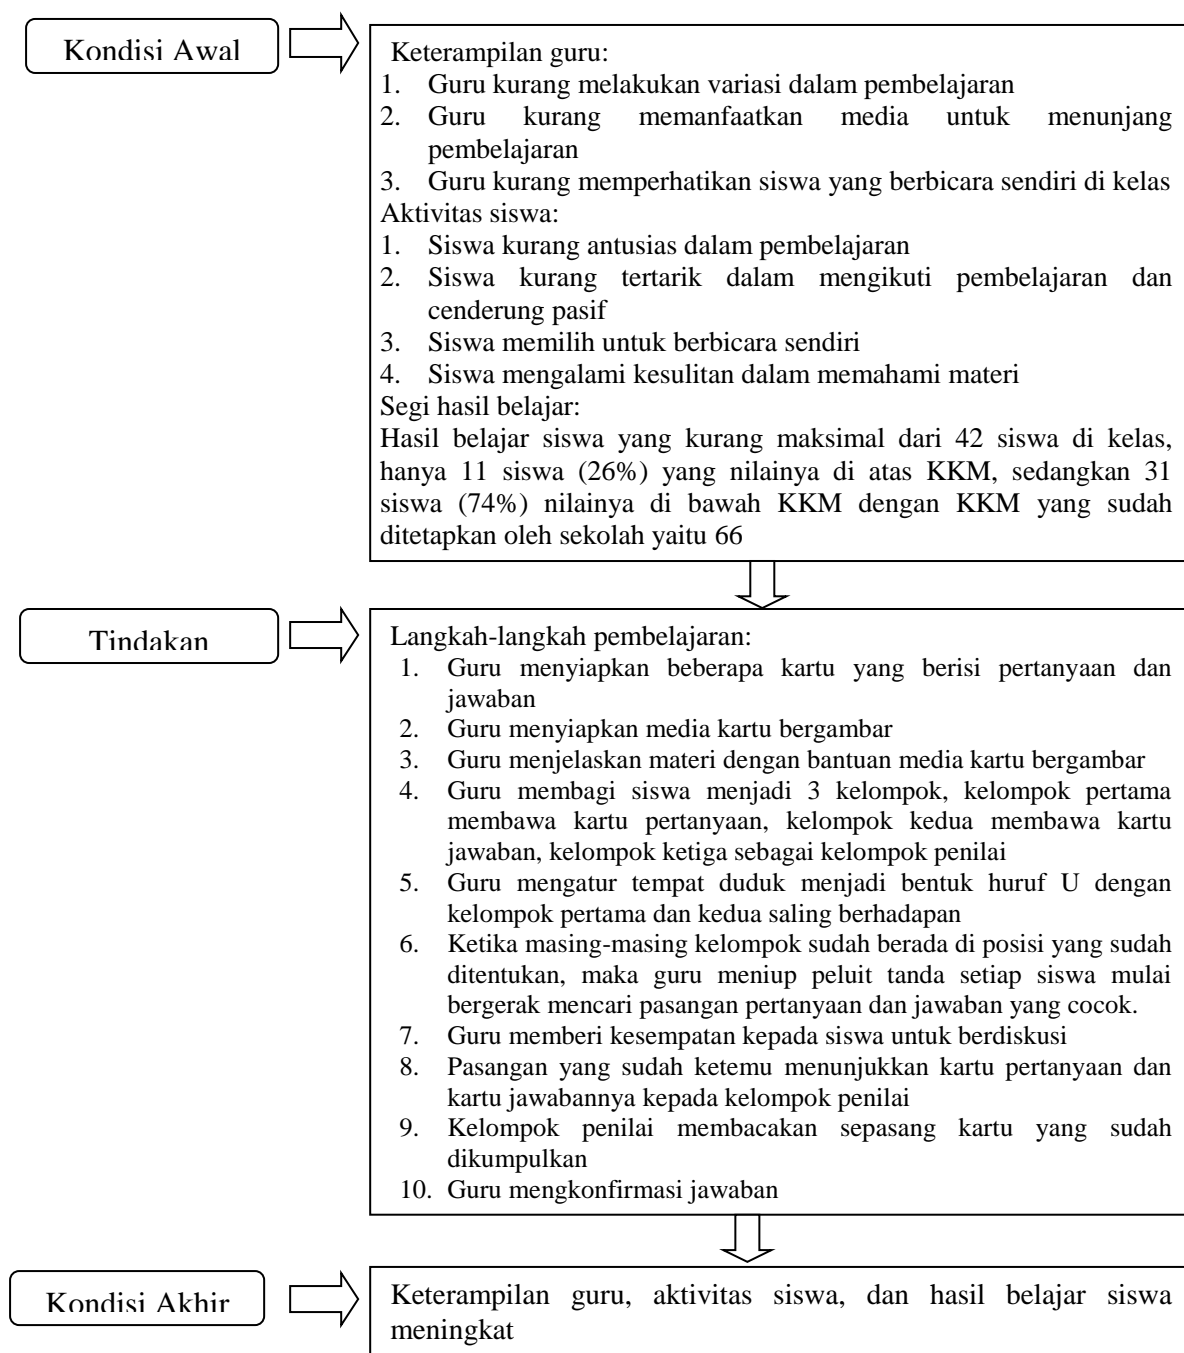 Kondisi Awal
Keterampilan guru:
1. Guru kurang melakukan variasi dalam pembelajaran
2. Guru kurang memanfaatkan media untuk menunjang
pembelajaran
3. Guru kurang memperhatikan siswa yang berbicara sendiri di kelas
Aktivitas siswa:
1. Siswa kurang antusias dalam pembelajaran
2. Siswa kurang tertarik dalam mengikuti pembelajaran dan
cenderung pasif
3. Siswa memilih untuk berbicara sendiri
4. Siswa mengalami kesulitan dalam memahami materi
Segi hasil belajar:
Hasil belajar siswa yang kurang maksimal dari 42 siswa di kelas,
hanya 11 siswa (26%) yang nilainya di atas KKM, sedangkan 31
siswa (74%) nilainya di bawah KKM dengan KKM yang sudah
ditetapkan oleh sekolah yaitu 66
Tindakan
Langkah-langkah pembelajaran:
1. Guru menyiapkan beberapa kartu yang berisi pertanyaan dan
jawaban
2. Guru menyiapkan media kartu bergambar
3. Guru menjelaskan materi dengan bantuan media kartu bergambar
4. Guru membagi siswa menjadi 3 kelompok, kelompok pertama
membawa kartu pertanyaan, kelompok kedua membawa kartu
jawaban, kelompok ketiga sebagai kelompok penilai
5. Guru mengatur tempat duduk menjadi bentuk huruf U dengan
kelompok pertama dan kedua saling berhadapan
6. Ketika masing-masing kelompok sudah berada di posisi yang sudah
ditentukan, maka guru meniup peluit tanda setiap siswa mulai
bergerak mencari pasangan pertanyaan dan jawaban yang cocok.
7. Guru memberi kesempatan kepada siswa untuk berdiskusi
8. Pasangan yang sudah ketemu menunjukkan kartu pertanyaan dan
kartu jawabannya kepada kelompok penilai
9. Kelompok penilai membacakan sepasang kartu yang sudah
dikumpulkan
10. Guru mengkonfirmasi jawaban
Kondisi Akhir
Keterampilan guru, aktivitas siswa, dan hasil belajar siswa
meningkat